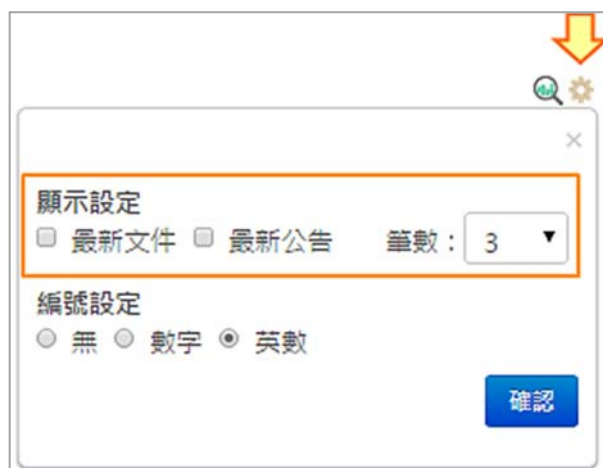 ×
顯示設定
最新文件 最新公告 筆數：3
編號設定
無 數字 英數
確認